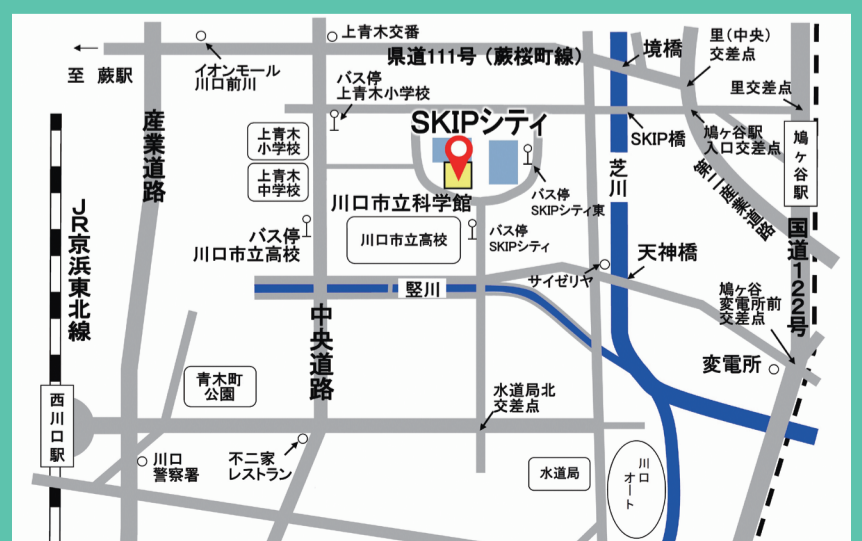 上青木交番
県道111号（蕨桜町線）
境橋
里（中央）
交差点
至 蕨駅
イオンモール
川口前川
バス停
上青木小学校
里交差点
産業道路
SKIPシティ
上青木
小学校
上青木
中学校
SKIP橋
鳩ヶ谷駅
入口交差点
鳩ヶ谷駅
芝川
第二産業道路
バス停
SKIPシティ東
川口市立科学館
JR京浜東北線
バス停
川口市立高校
川口市立高校
バス停
SKIPシティ
国道122号
天神橋
サイゼリヤ
竪川
鳩ヶ谷
変電所前
交差点
中央道路
変電所
青木町
公園
水道局北
交差点
西川口駅
川口
警察署
不二家
レストラン
水道局
川口
オート